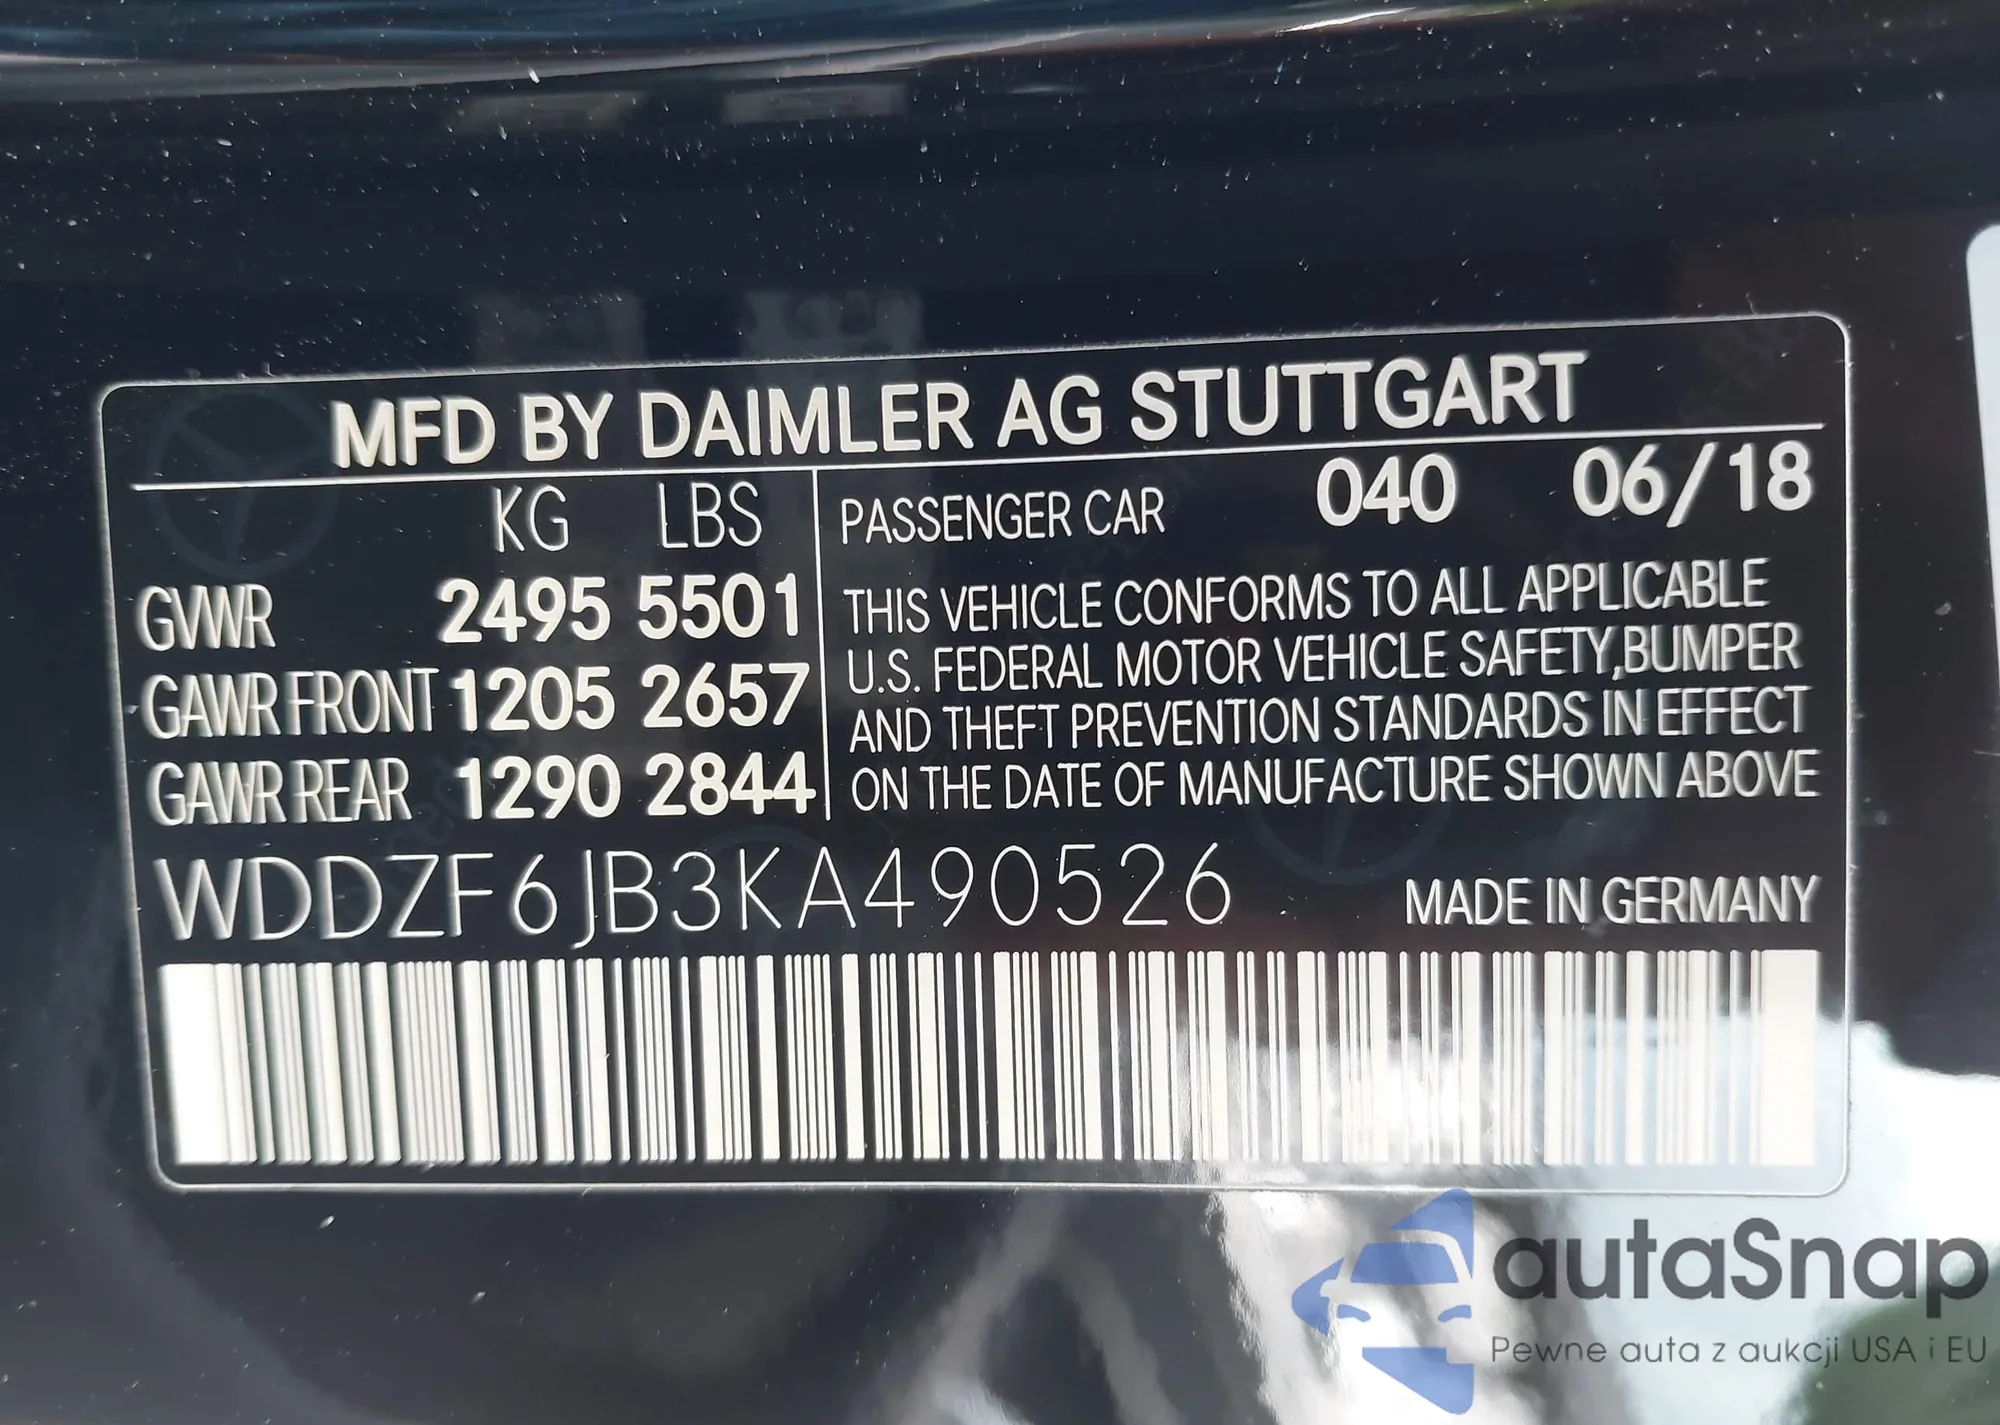 MFD BY DAIMLER AG STUTTGART
KG LBS
GVWR 2495 5501
GAWR FRONT 1205 2657
GAWR REAR 1290 2844
PASSENGER CAR 040 06/18
THIS VEHICLE CONFORMS TO ALL APPLICABLE
U.S. FEDERAL MOTOR VEHICLE SAFETY,BUMPER
AND THEFT PREVENTION STANDARDS IN EFFECT
ON THE DATE OF MANUFACTURE SHOWN ABOVE
WDDZF6JB3KA490526 MADE IN GERMANY
autaSnap
Pewne auta z aukcji USA i EU